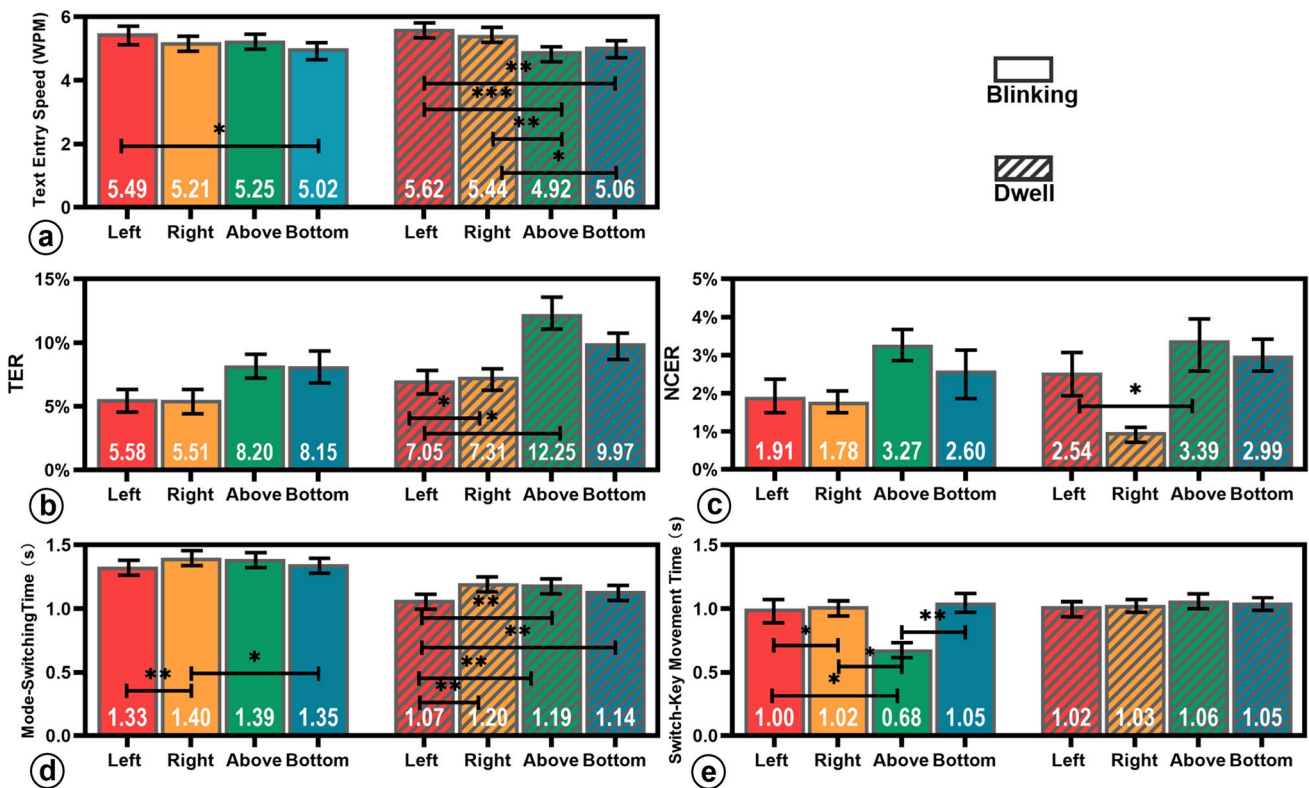 Text Entry Speed (WPM)
6
4
2
0
**
***
*
**
*
5.49 5.21 5.25 5.02 5.62 5.44 4.92 5.06
Left Right Above Bottom Left Right Above Bottom
a
Blinking
Dwell
TER
15%
10%
5%
0%
*
*
5.58 5.51 8.20 8.15 7.05 7.31 12.25 9.97
Left Right Above Bottom Left Right Above Bottom
b
NCER
5%
4%
3%
2%
1%
0%
*
1.91 1.78 3.27 2.60 2.54 3.39 2.99
Left Right Above Bottom Left Right Above Bottom
c
Mode-SwitchingTime (s)
1.5
1.0
0.5
0.0
**
**
** * **
**
1.33 1.40 1.39 1.35 1.07 1.20 1.19 1.14
Left Right Above Bottom Left Right Above Bottom
d
Switch-Key Movement Time (s)
1.5
1.0
0.5
0.0
**
*
*
*
1.00 1.02 0.68 1.05 1.02 1.03 1.06 1.05
Left Right Above Bottom Left Right Above Bottom
e